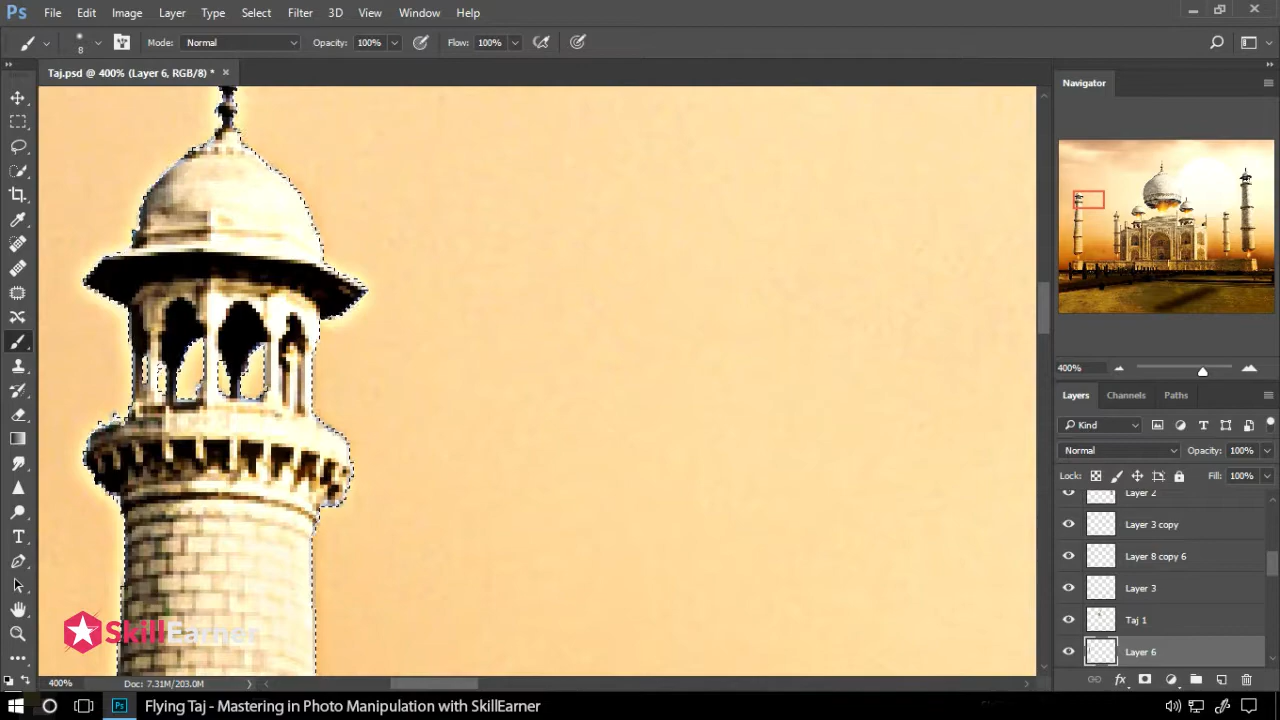 Ps File Edit Image Layer Type Select Filter 3D View Window Help
8 Mode: Normal Opacity: 100% Flow: 100%
Taj.psd @ 400% (Layer 6, RGB/8) * ×
Navigator
400%
Layers Channels Paths
Kind
Normal Opacity: 100%
Lock: Fill: 100%
Layer 2
Layer 3 copy
Layer 8 copy 6
Layer 3
Taj 1
Layer 6
SkillEarner
400% Doc: 7.31M/203.0M
Ps Flying Taj - Mastering in Photo Manipulation with SkillEarner